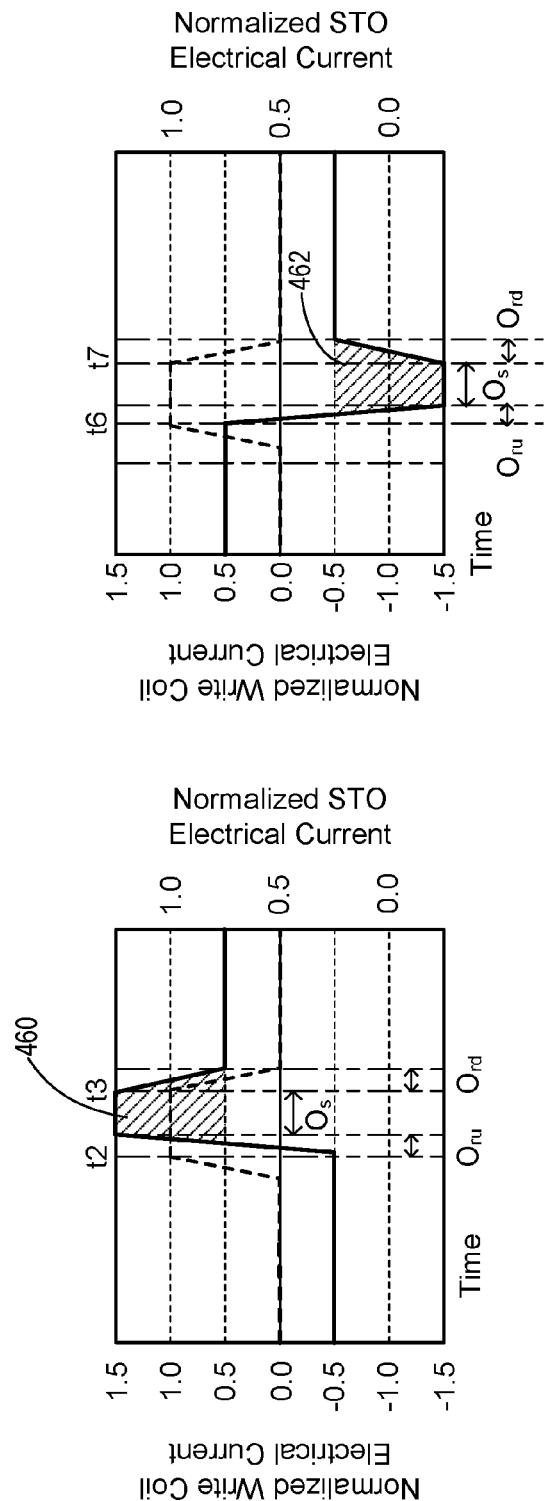 Normalized STO
Electrical Current
1.0
0.5
0.0
t6
t7
462
1.5
1.0
0.5
0.0
-0.5
-1.0
-1.5
Normalized Write Coil
Electrical Current
Time
Oru
Os
Ord
Normalized STO
Electrical Current
1.0
0.5
0.0
460
t2
t3
1.5
1.0
0.5
0.0
-0.5
-1.0
-1.5
Normalized Write Coil
Electrical Current
Time
Oru
Os
Ord